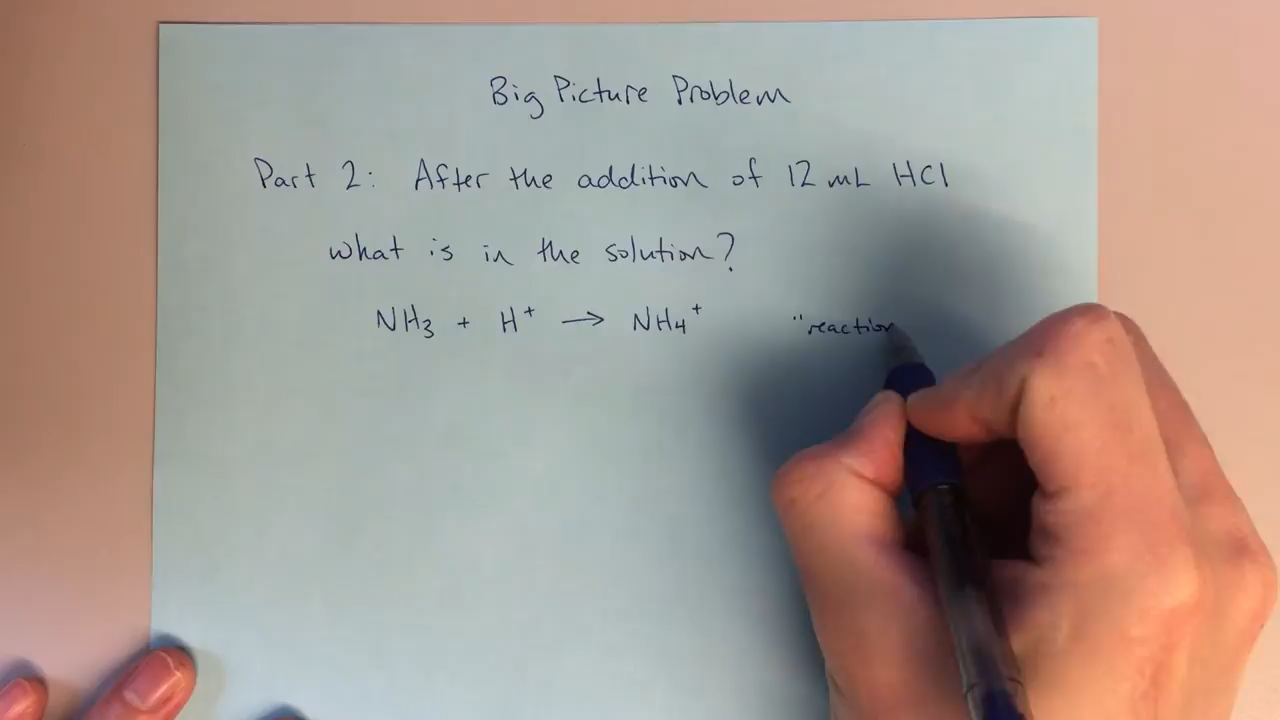 Big Picture Problem
Part 2: After the addition of 12 mL HCl
what is in the solution?
NH₃ + H⁺ → NH₄⁺ "reaction